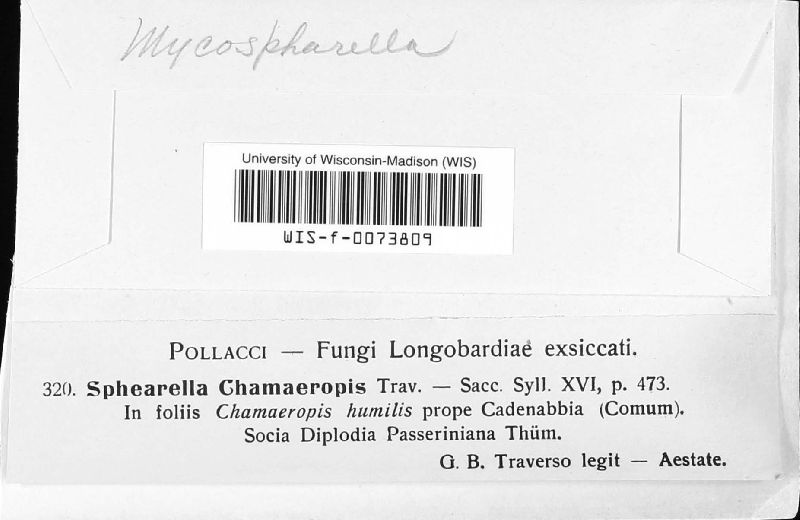 Mycospharella
University of Wisconsin-Madison (WIS)
WIS-f-0073809
POLLACCI — Fungi Longobardiae exsiccati.
320. Sphearella Chamaeropis Trav. — Sacc. Syll. XVI, p. 473.
In foliis Chamaeropis humilis prope Cadenabbia (Comum).
Socia Diplodia Passeriniana Thüm.
G. B. Traverso legit — Aestate.